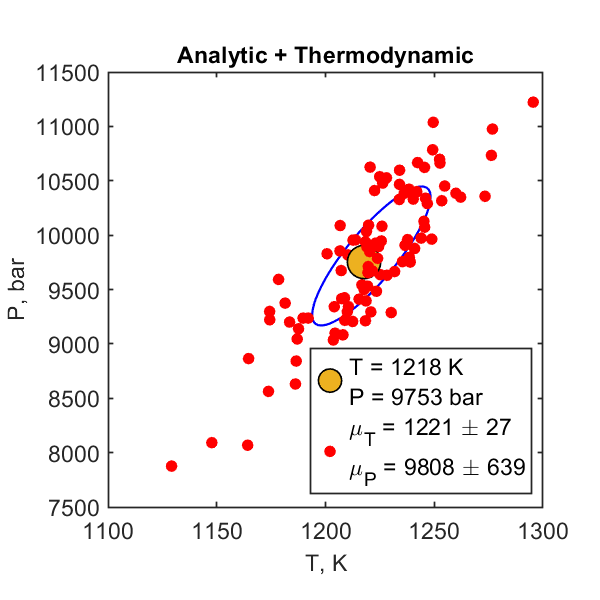 Analytic + Thermodynamic
11500
11000
10500
10000
9500
9000
8500
8000
7500
P, bar
T = 1218 K
P = 9753 bar
μT = 1221 ± 27
μP = 9808 ± 639
1100 1150 1200 1250 1300
T, K